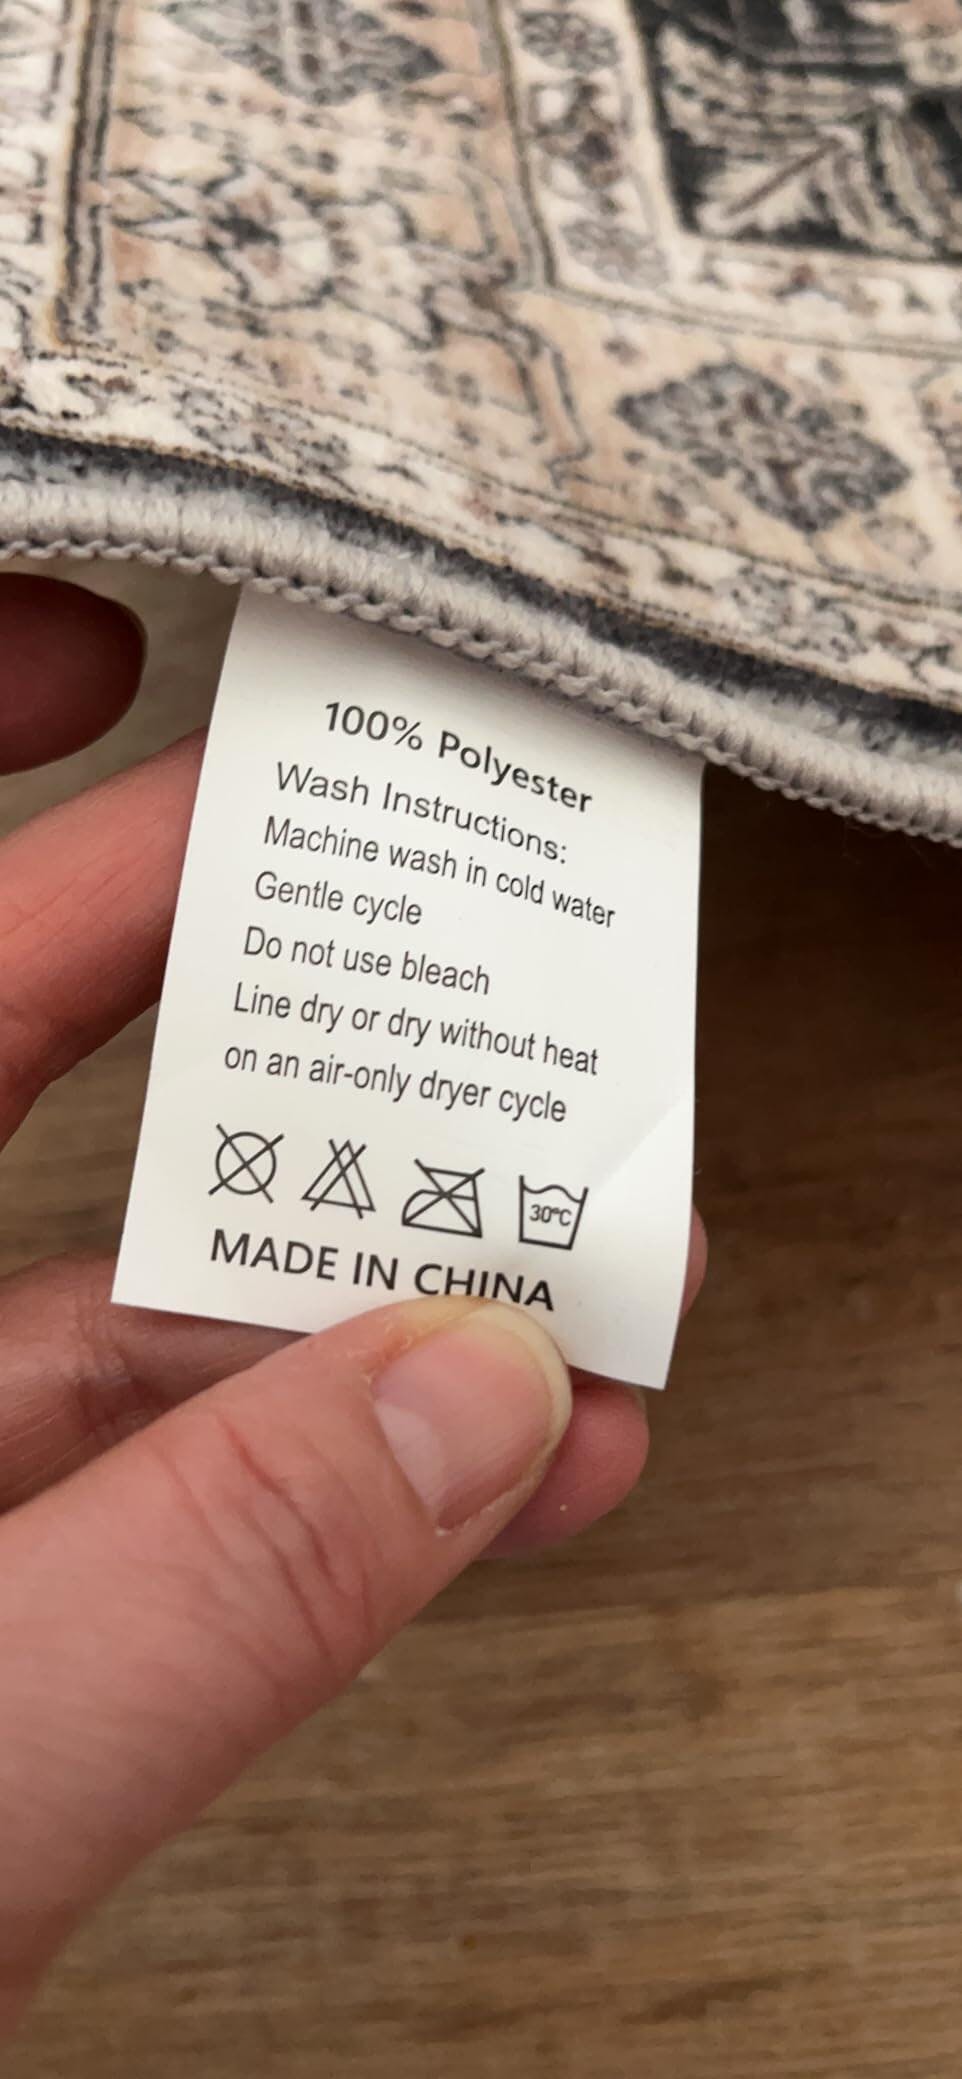 100% Polyester
Wash Instructions:
Machine wash in cold water
Gentle cycle
Do not use bleach
Line dry or dry without heat
on an air-only dryer cycle
30°C
MADE IN CHINA